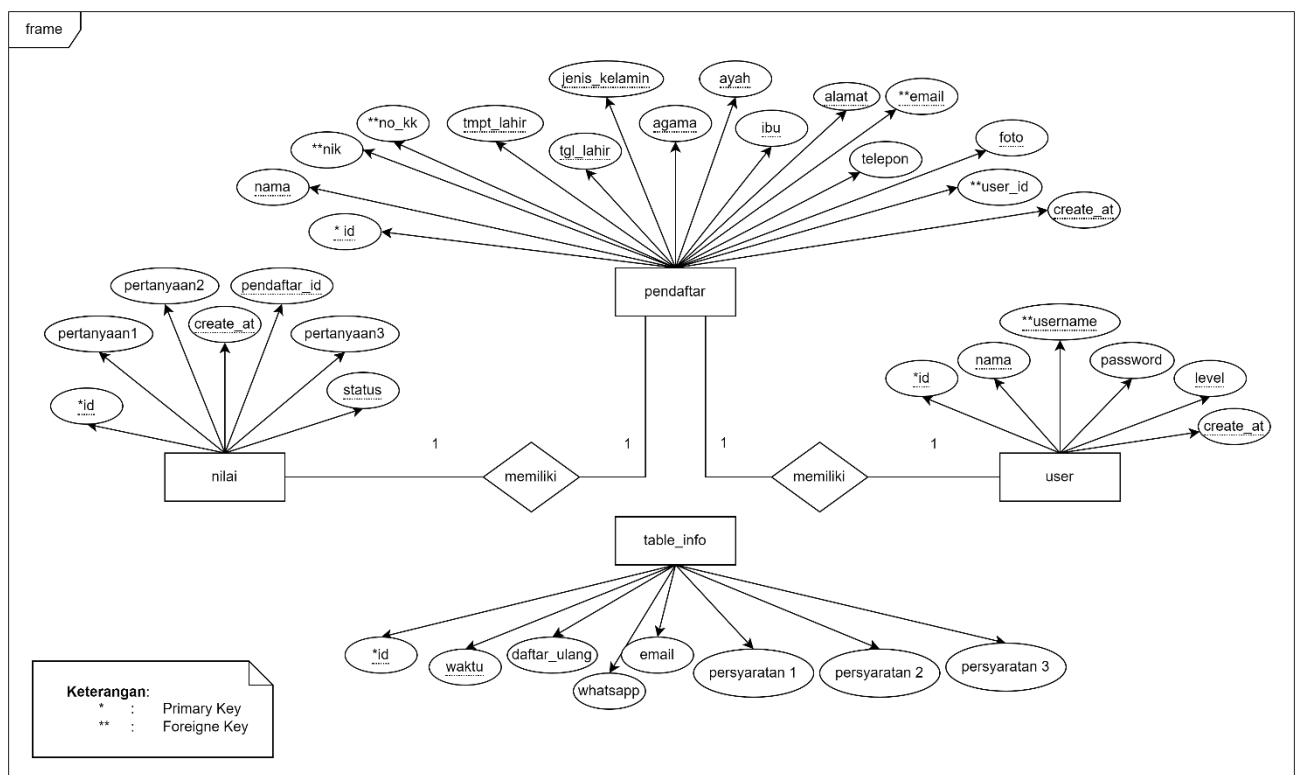 frame
jenis_kelamin
ayah
alamat
**email
**no_kk
tmpt_lahir
agama
ibu
foto
**nik
tgl_lahir
telepon
nama
**user_id
* id
create_at
pendaftar
pertanyaan2
pendaftar_id
pertanyaan1
create_at
pertanyaan3
*id
status
**username
nama
password
*id
level
create_at
1
1
1
1
nilai
memiliki
memiliki
user
table_info
*id
waktu
daftar_ulang
whatsapp
email
persyaratan 1
persyaratan 2
persyaratan 3
Keterangan:
* : Primary Key
** : Foreigne Key